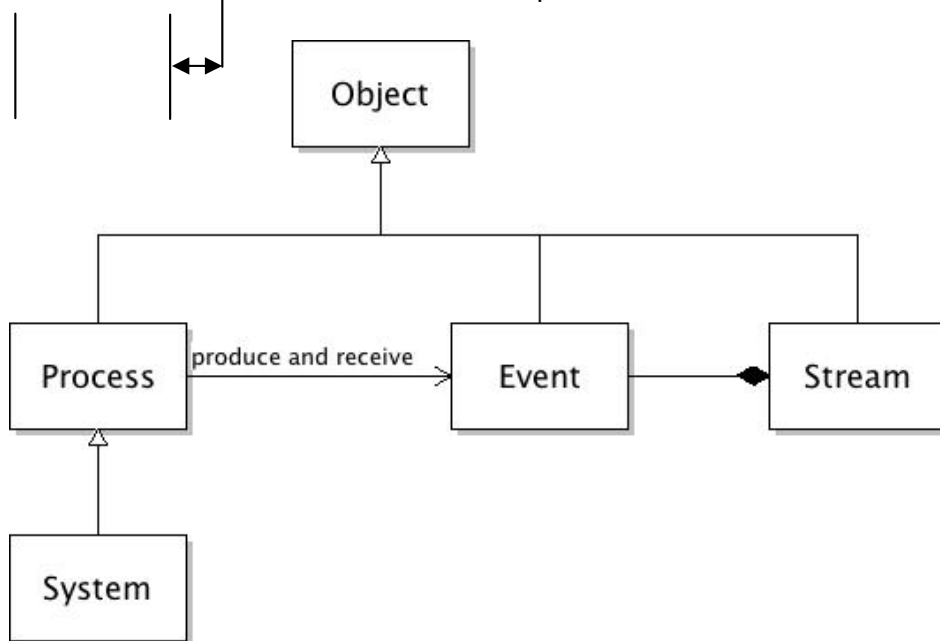 Object
produce and receive
Process
Event
Stream
System